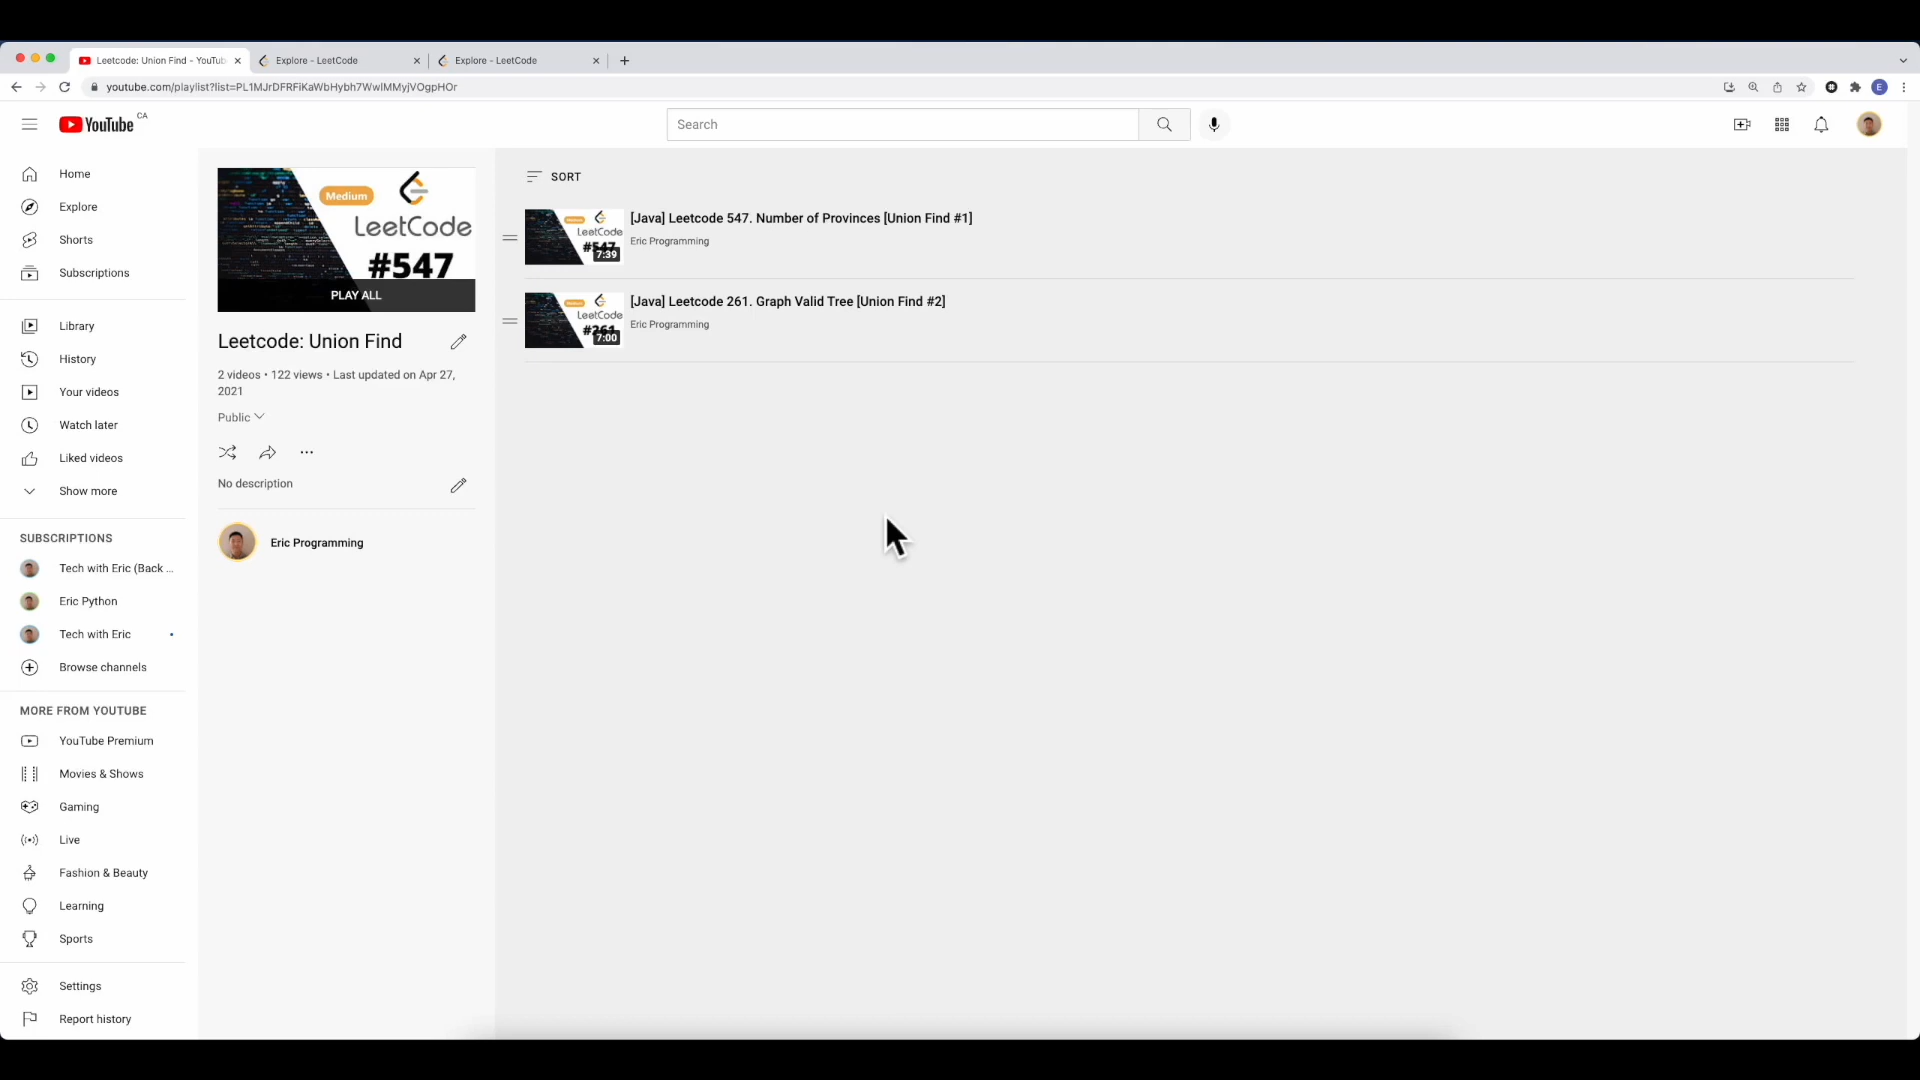 Leetcode: Union Find - YouTub
Explore - LeetCode
Explore - LeetCode
youtube.com/playlist?list=PL1MJrDFRFiKaWbHybh7WwIMMyjVOgpHOr
E
YouTube CA
Search
Home
Explore
Shorts
Subscriptions
Library
History
Your videos
Watch later
Liked videos
Show more
SUBSCRIPTIONS
Tech with Eric (Back ...
Eric Python
Tech with Eric
Browse channels
MORE FROM YOUTUBE
YouTube Premium
Movies & Shows
Gaming
Live
Fashion & Beauty
Learning
Sports
Settings
Report history
Medium
LeetCode
#547
PLAY ALL
Leetcode: Union Find
2 videos • 122 views • Last updated on Apr 27,
2021
Public
No description
Eric Programming
SORT
LeetCode
#547
7:39
[Java] Leetcode 547. Number of Provinces [Union Find #1]
Eric Programming
LeetCode
#261
7:00
[Java] Leetcode 261. Graph Valid Tree [Union Find #2]
Eric Programming